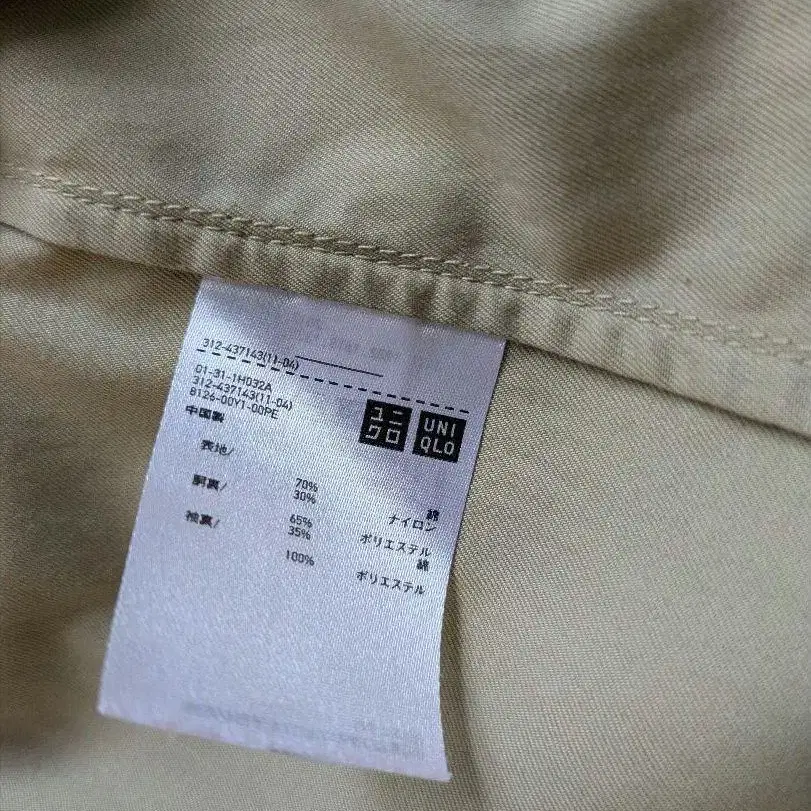 312-437143(11-04)
01-31-1H032A
312-437143(11-04)
8126-00Y1-00PE
中国製
ユニ
クロ
UNI
QLO
表地/ 70% 綿
30% ナイロン
胴裏/ 65% ポリエステル
35% 綿
袖裏/ 100% ポリエステル